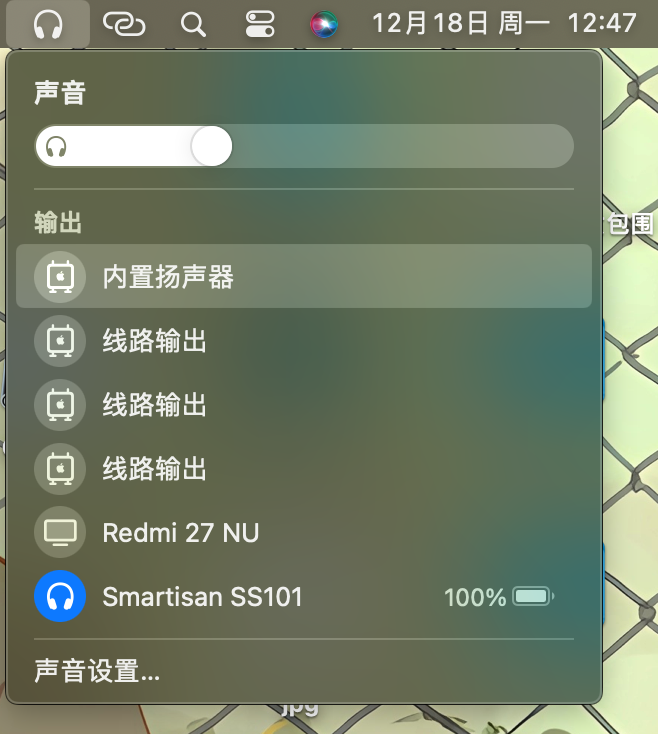 12月18日 周一 12:47
声音
输出
包围
内置扬声器
线路输出
线路输出
线路输出
Redmi 27 NU
Smartisan SS101 100%
声音设置...
jpg